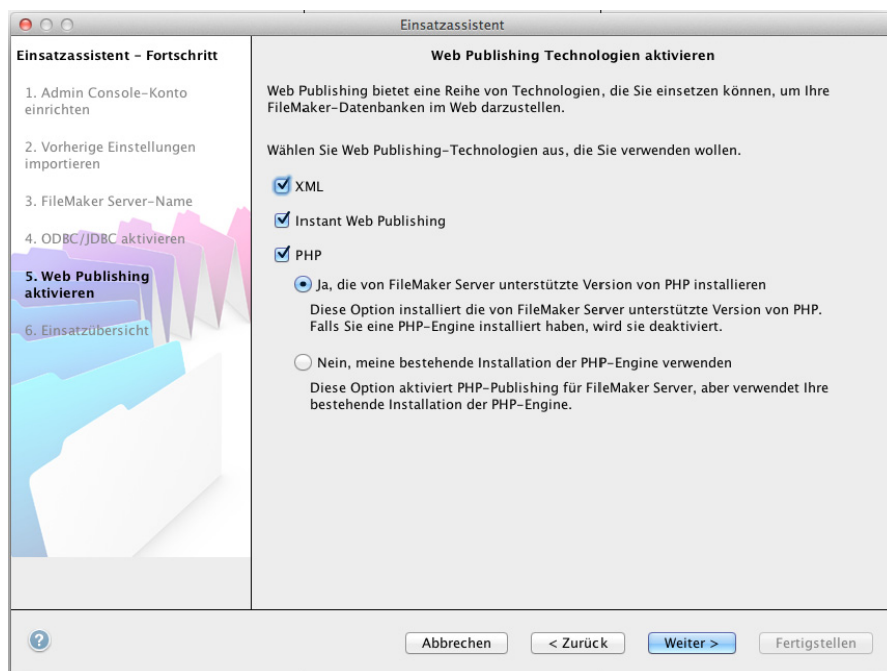 Einsatzassistent
Einsatzassistent – Fortschritt
1. Admin Console-Konto
einrichten
2. Vorherige Einstellungen
importieren
3. FileMaker Server-Name
4. ODBC/JDBC aktivieren
5. Web Publishing
aktivieren
6. Einsatzübersicht
Web Publishing Technologien aktivieren
Web Publishing bietet eine Reihe von Technologien, die Sie einsetzen können, um Ihre
FileMaker-Datenbanken im Web darzustellen.
Wählen Sie Web Publishing-Technologien aus, die Sie verwenden wollen.
XML
Instant Web Publishing
PHP
Ja, die von FileMaker Server unterstützte Version von PHP installieren
Diese Option installiert die von FileMaker Server unterstützte Version von PHP.
Falls Sie eine PHP-Engine installiert haben, wird sie deaktiviert.
Nein, meine bestehende Installation der PHP-Engine verwenden
Diese Option aktiviert PHP-Publishing für FileMaker Server, aber verwendet Ihre
bestehende Installation der PHP-Engine.
?
Abbrechen
< Zurück
Weiter >
Fertigstellen